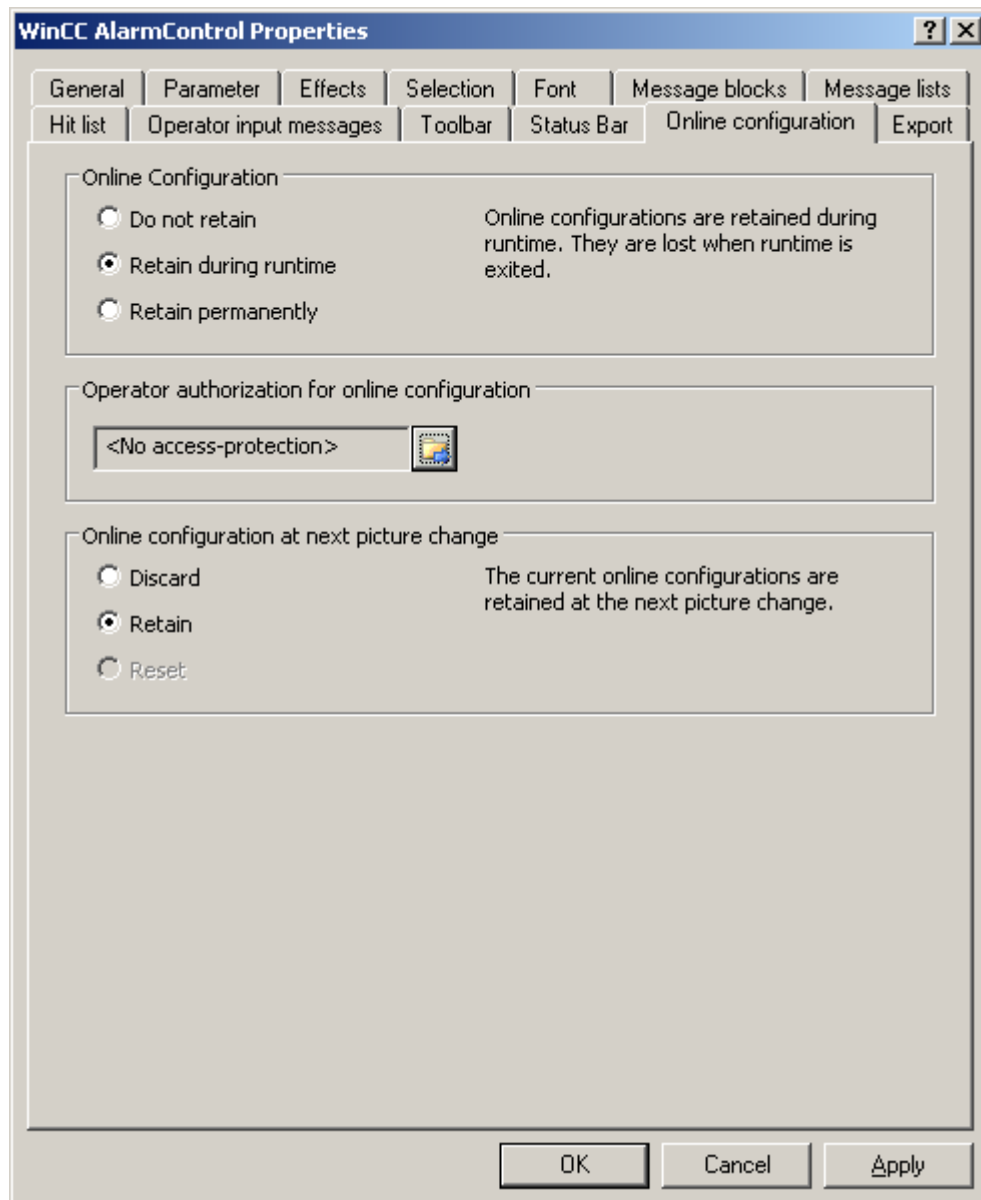 WinCC AlarmControl Properties
General Parameter Effects Selection Font Message blocks Message lists
Hit list Operator input messages Toolbar Status Bar Online configuration Export
Online Configuration
Do not retain
Retain during runtime
Retain permanently
Online configurations are retained during
runtime. They are lost when runtime is
exited.
Operator authorization for online configuration
<No access-protection>
Online configuration at next picture change
Discard
Retain
Reset
The current online configurations are
retained at the next picture change.
OK Cancel Apply